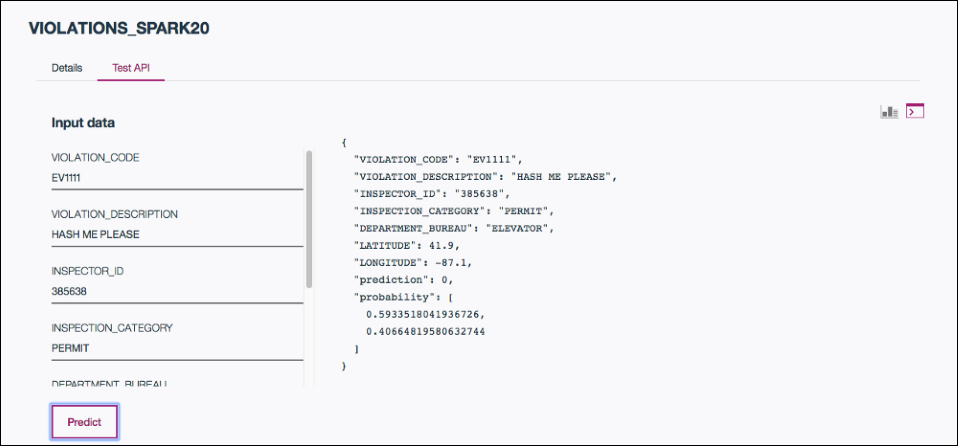 VIOLATIONS_SPARK20
Details
Test API
Input data
VIOLATION_CODE
EV1111
VIOLATION_DESCRIPTION
HASH ME PLEASE
INSPECTOR_ID
385638
INSPECTION_CATEGORY
PERMIT
DEPARTMENT_BUREAU
Predict
{
"VIOLATION_CODE": "EV1111",
"VIOLATION_DESCRIPTION": "HASH ME PLEASE",
"INSPECTOR_ID": "385638",
"INSPECTION_CATEGORY": "PERMIT",
"DEPARTMENT_BUREAU": "ELEVATOR",
"LATITUDE": 41.9,
"LONGITUDE": -87.1,
"prediction": 0,
"probability": [
0.5933518041936726,
0.40664819580632744
]
}